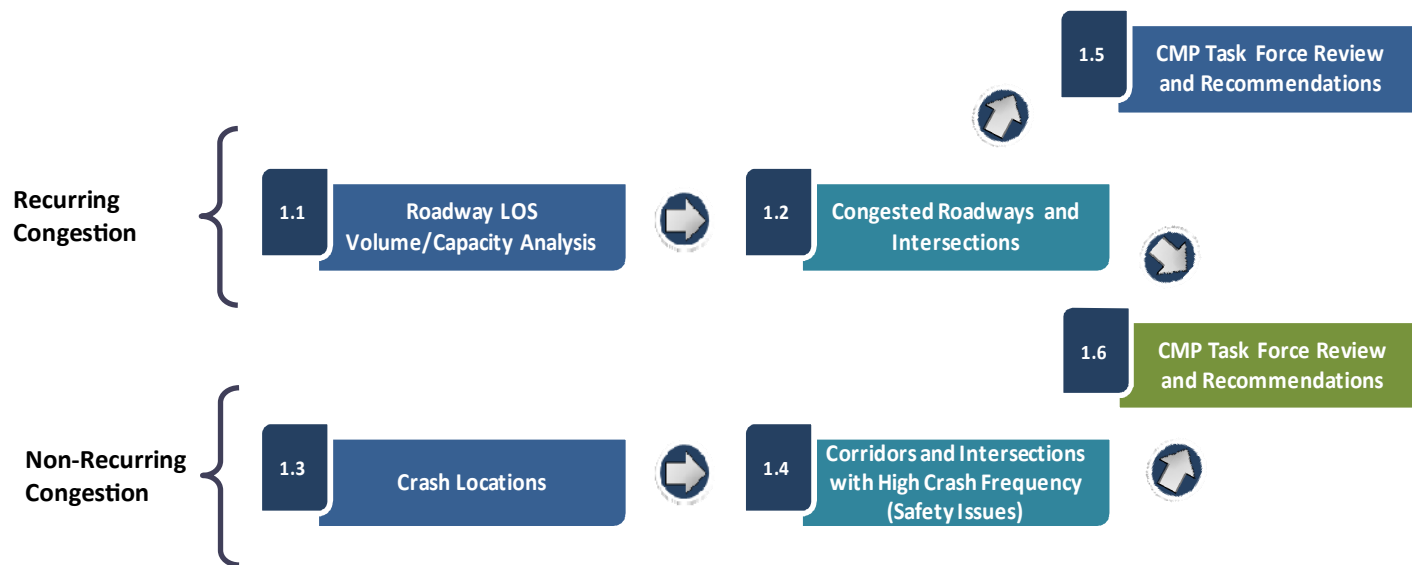 1.5
CMP Task Force Review
and Recommendations
Recurring
Congestion
1.1
Roadway LOS
Volume/Capacity Analysis
1.2
Congested Roadways and
Intersections
1.6
CMP Task Force Review
and Recommendations
Non-Recurring
Congestion
1.3
Crash Locations
1.4
Corridors and Intersections
with High Crash Frequency
(Safety Issues)